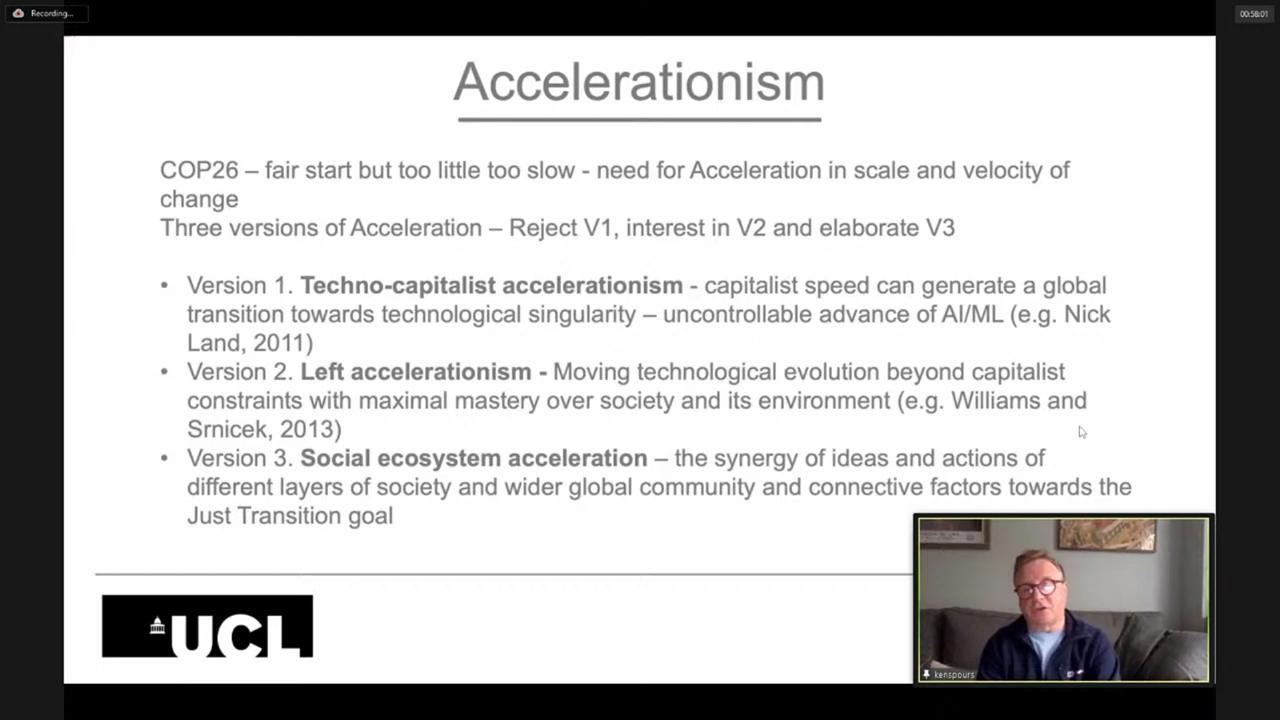 Recording...
00:58:01
Accelerationism
COP26 – fair start but too little too slow - need for Acceleration in scale and velocity of
change
Three versions of Acceleration – Reject V1, interest in V2 and elaborate V3
• Version 1. Techno-capitalist accelerationism - capitalist speed can generate a global
transition towards technological singularity – uncontrollable advance of AI/ML (e.g. Nick
Land, 2011)
• Version 2. Left accelerationism - Moving technological evolution beyond capitalist
constraints with maximal mastery over society and its environment (e.g. Williams and
Srnicek, 2013)
• Version 3. Social ecosystem acceleration – the synergy of ideas and actions of
different layers of society and wider global community and connective factors towards the
Just Transition goal
UCL
kenspours